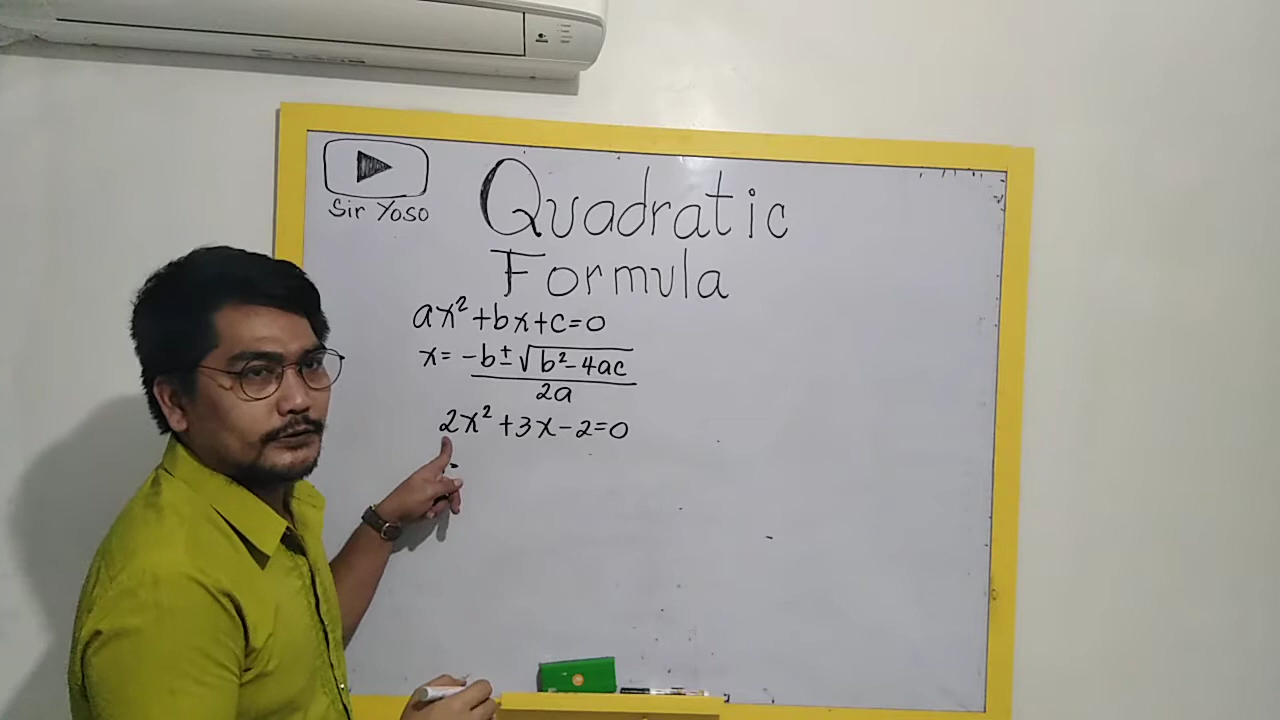 Sir Yoso
Quadratic
Formula
ax²+bx+c=0
x= -b±√b²-4ac
2a
2x²+3x-2=0